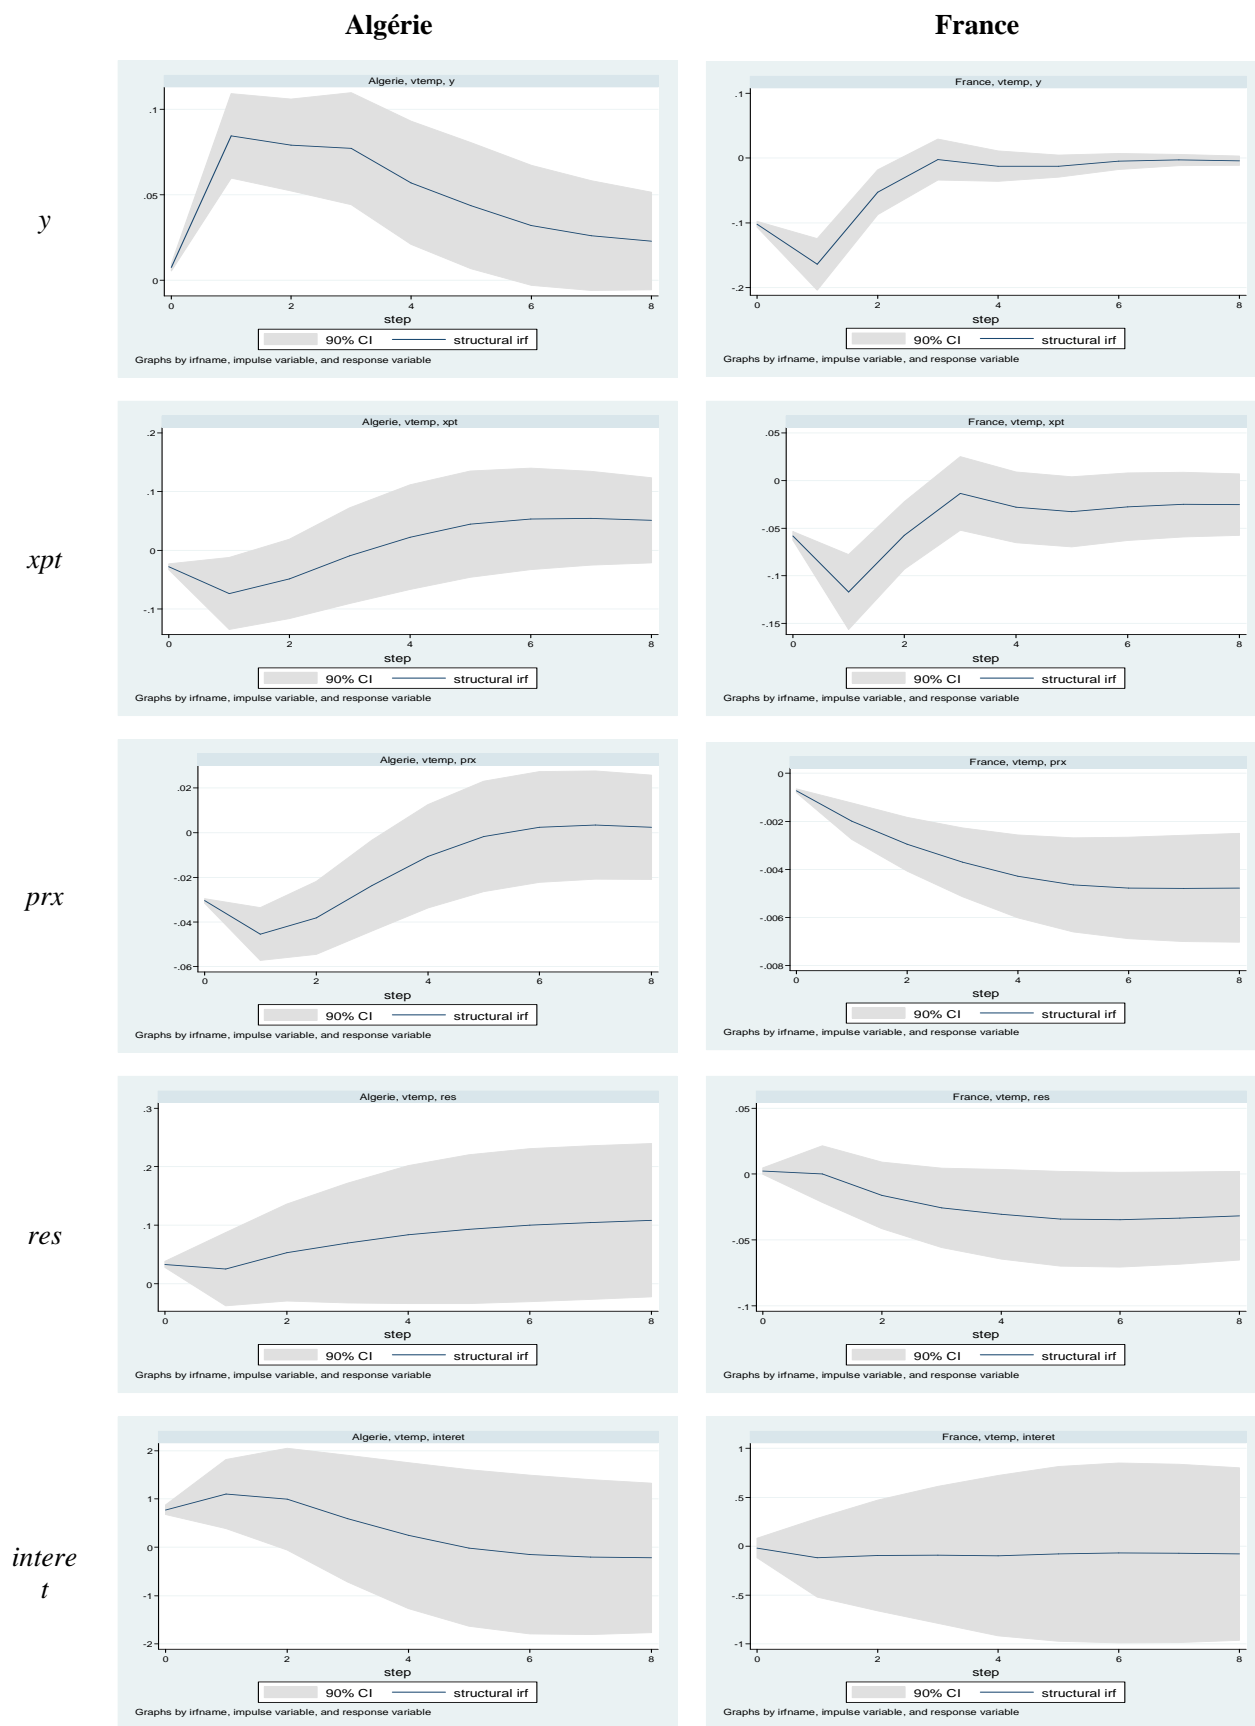 Algérie
France
y
Algerie, vtemp, y
.1
.05
0
0
2
4
6
8
step
90% CI
structural irf
Graphs by irfname, impulse variable, and response variable
France, vtemp, y
.1
0
-.1
-.2
0
2
4
6
8
step
90% CI
structural irf
Graphs by irfname, impulse variable, and response variable
xpt
Algerie, vtemp, xpt
.2
.1
0
-.1
0
2
4
6
8
step
90% CI
structural irf
Graphs by irfname, impulse variable, and response variable
France, vtemp, xpt
.05
0
-.05
-.1
-.15
0
2
4
6
8
step
90% CI
structural irf
Graphs by irfname, impulse variable, and response variable
prx
Algerie, vtemp, prx
.02
0
-.02
-.04
-.06
0
2
4
6
8
step
90% CI
structural irf
Graphs by irfname, impulse variable, and response variable
France, vtemp, prx
0
-.002
-.004
-.006
-.008
0
2
4
6
8
step
90% CI
structural irf
Graphs by irfname, impulse variable, and response variable
res
Algerie, vtemp, res
.3
.2
.1
0
0
2
4
6
8
step
90% CI
structural irf
Graphs by irfname, impulse variable, and response variable
France, vtemp, res
.05
0
-.05
-.1
0
2
4
6
8
step
90% CI
structural irf
Graphs by irfname, impulse variable, and response variable
intere
t
Algerie, vtemp, interet
2
1
0
-1
-2
0
2
4
6
8
step
90% CI
structural irf
Graphs by irfname, impulse variable, and response variable
France, vtemp, interet
1
.5
0
-.5
-1
0
2
4
6
8
step
90% CI
structural irf
Graphs by irfname, impulse variable, and response variable